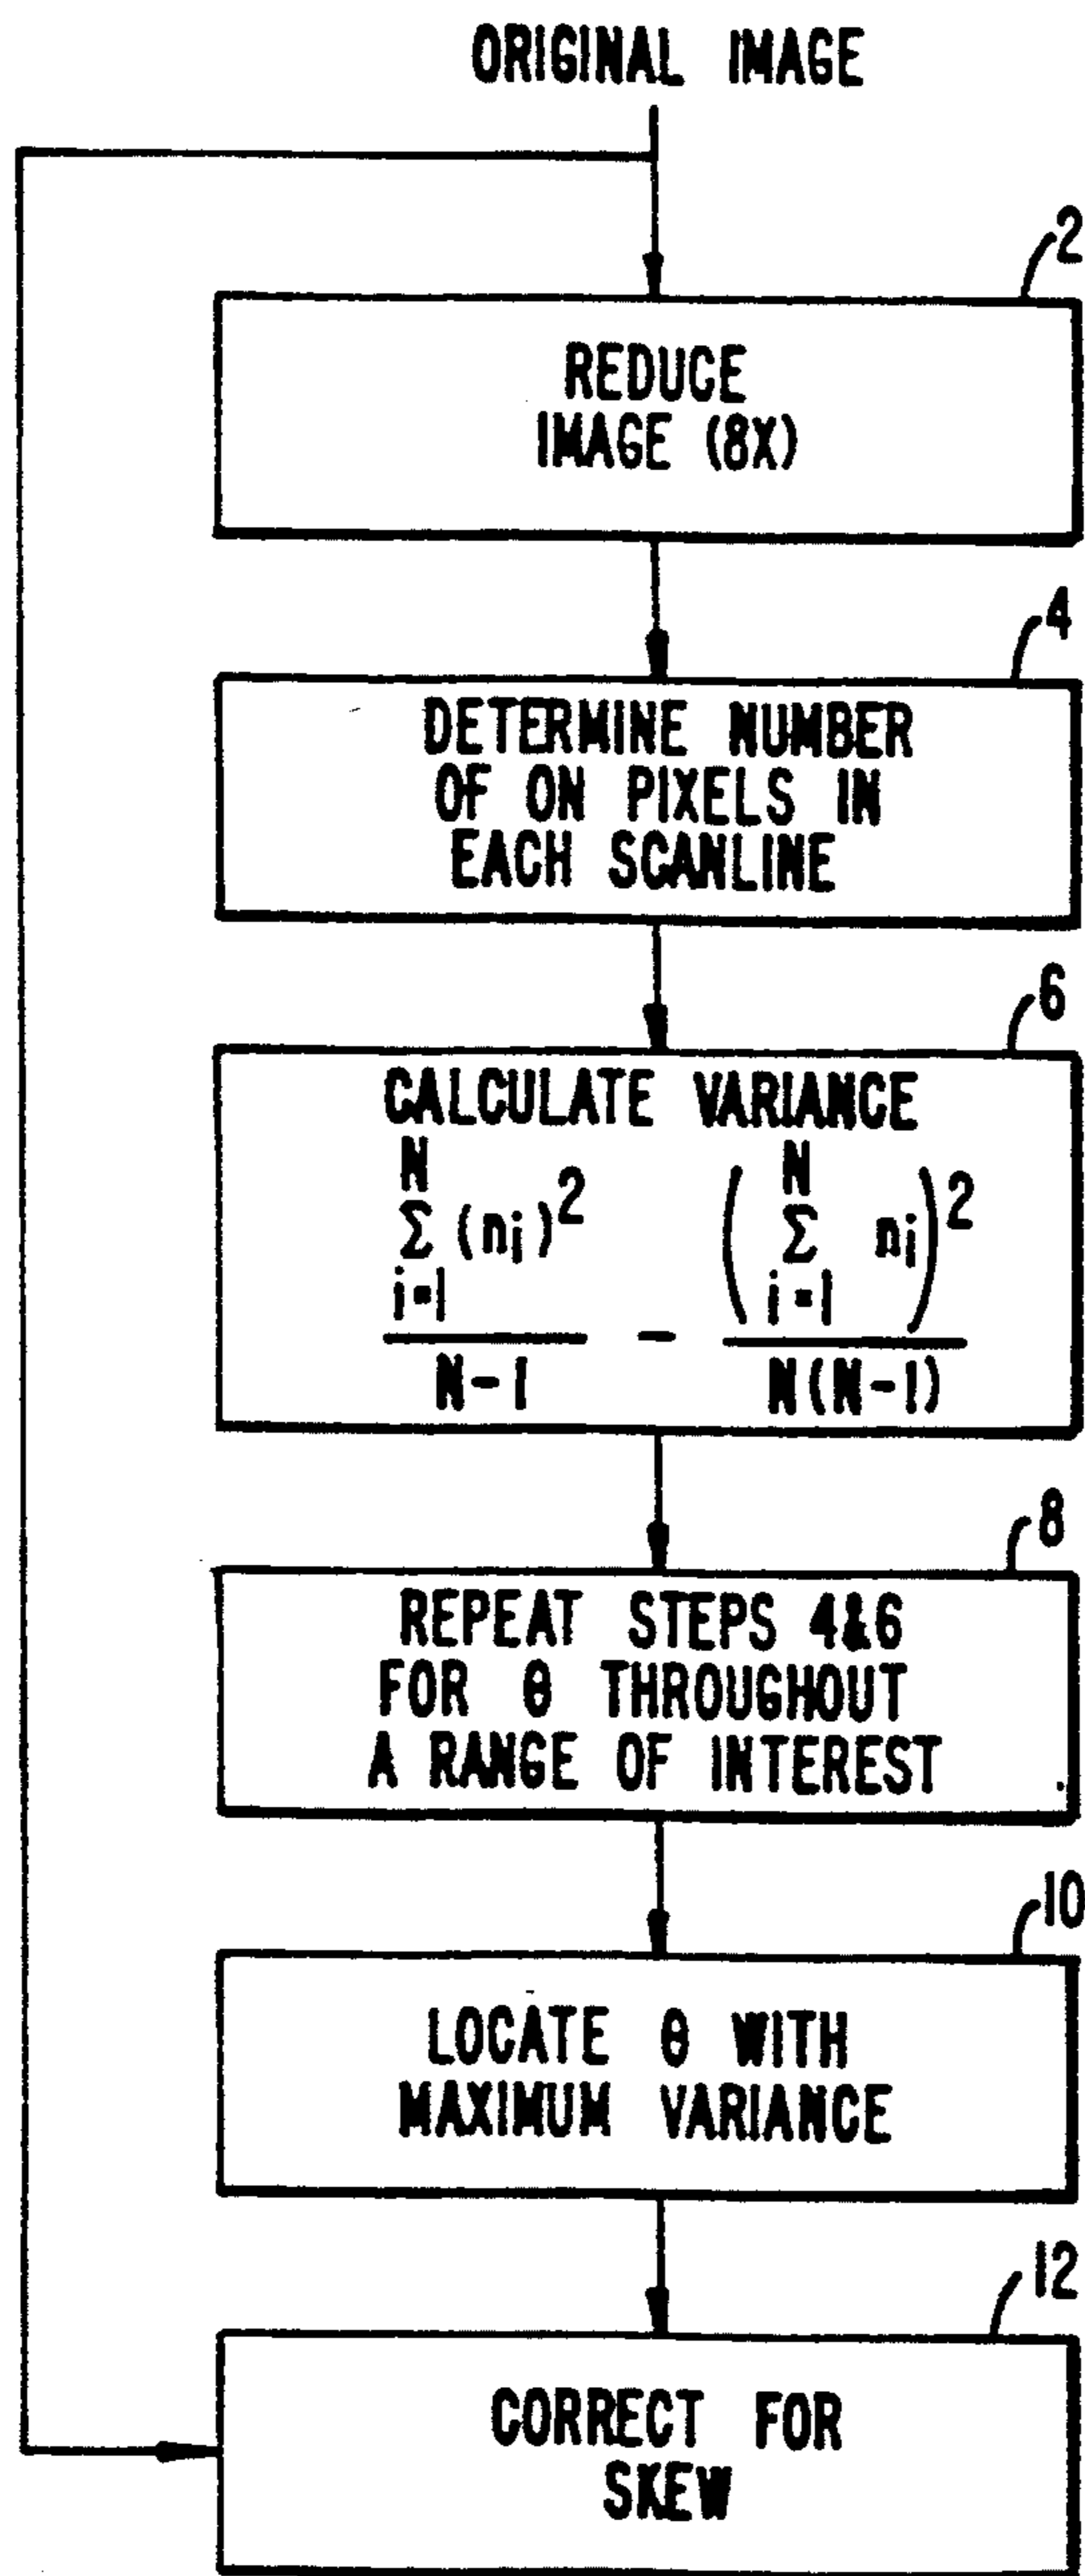 ORIGINAL IMAGE
2
REDUCE
IMAGE (8X)
4
DETERMINE NUMBER
OF ON PIXELS IN
EACH SCANLINE
6
CALCULATE VARIANCE
N N
Σ (ni)2 ( Σ ni)2
i=1 i=1
— - —
N-1 N(N-1)
8
REPEAT STEPS 4&6
FOR θ THROUGHOUT
A RANGE OF INTEREST
10
LOCATE θ WITH
MAXIMUM VARIANCE
12
CORRECT FOR
SKEW